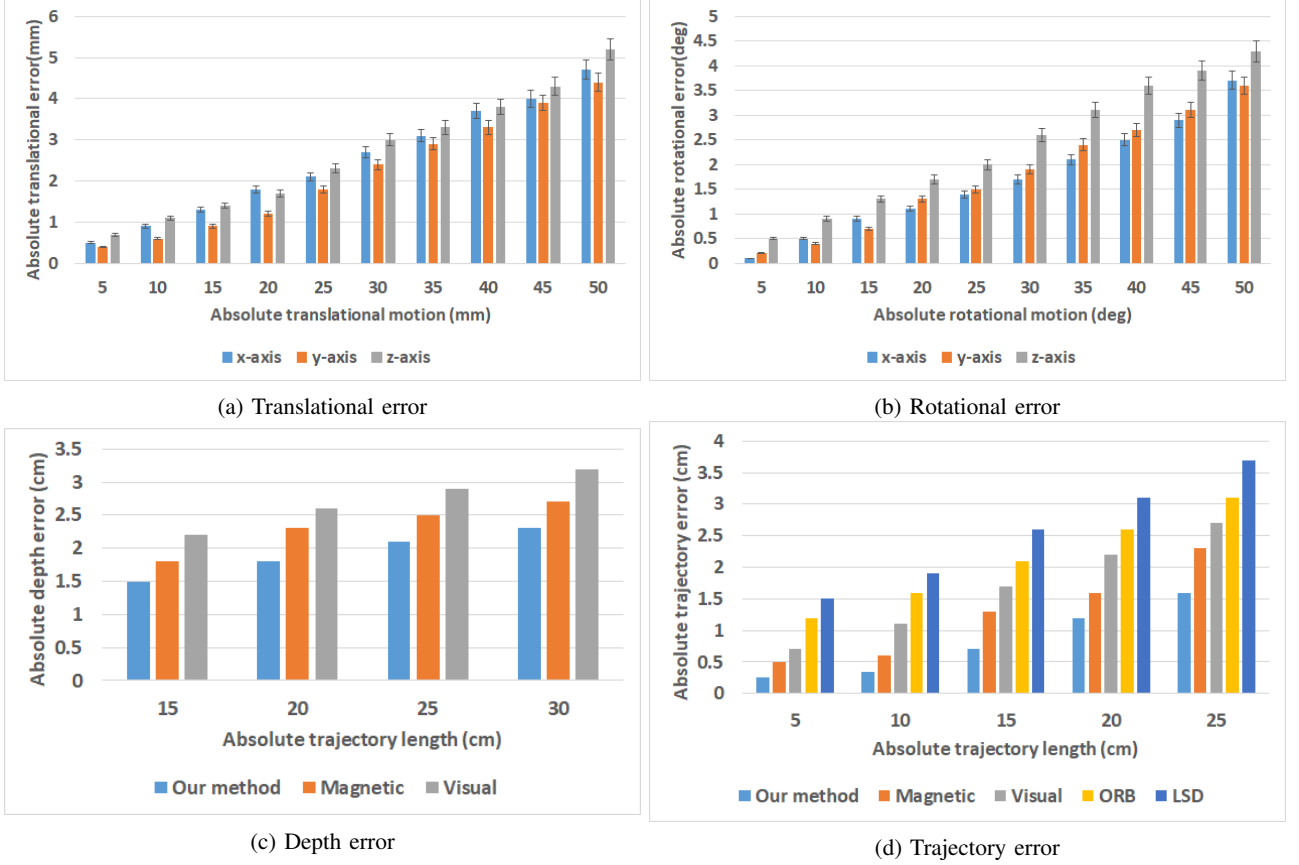 Absolute translational error(mm)
6
5
4
3
2
1
0
5 10 15 20 25 30 35 40 45 50
Absolute translational motion (mm)
x-axis y-axis z-axis
(a) Translational error
Absolute rotational error(deg)
5
4.5
4
3.5
3
2.5
2
1.5
1
0.5
0
5 10 15 20 25 30 35 40 45 50
Absolute rotational motion (deg)
x-axis y-axis z-axis
(b) Rotational error
Absolute depth error (cm)
3.5
3
2.5
2
1.5
1
0.5
0
15 20 25 30
Absolute trajectory length (cm)
Our method Magnetic Visual
(c) Depth error
Absolute trajectory error (cm)
4
3.5
3
2.5
2
1.5
1
0.5
0
5 10 15 20 25
Absolute trajectory length (cm)
Our method Magnetic Visual ORB LSD
(d) Trajectory error